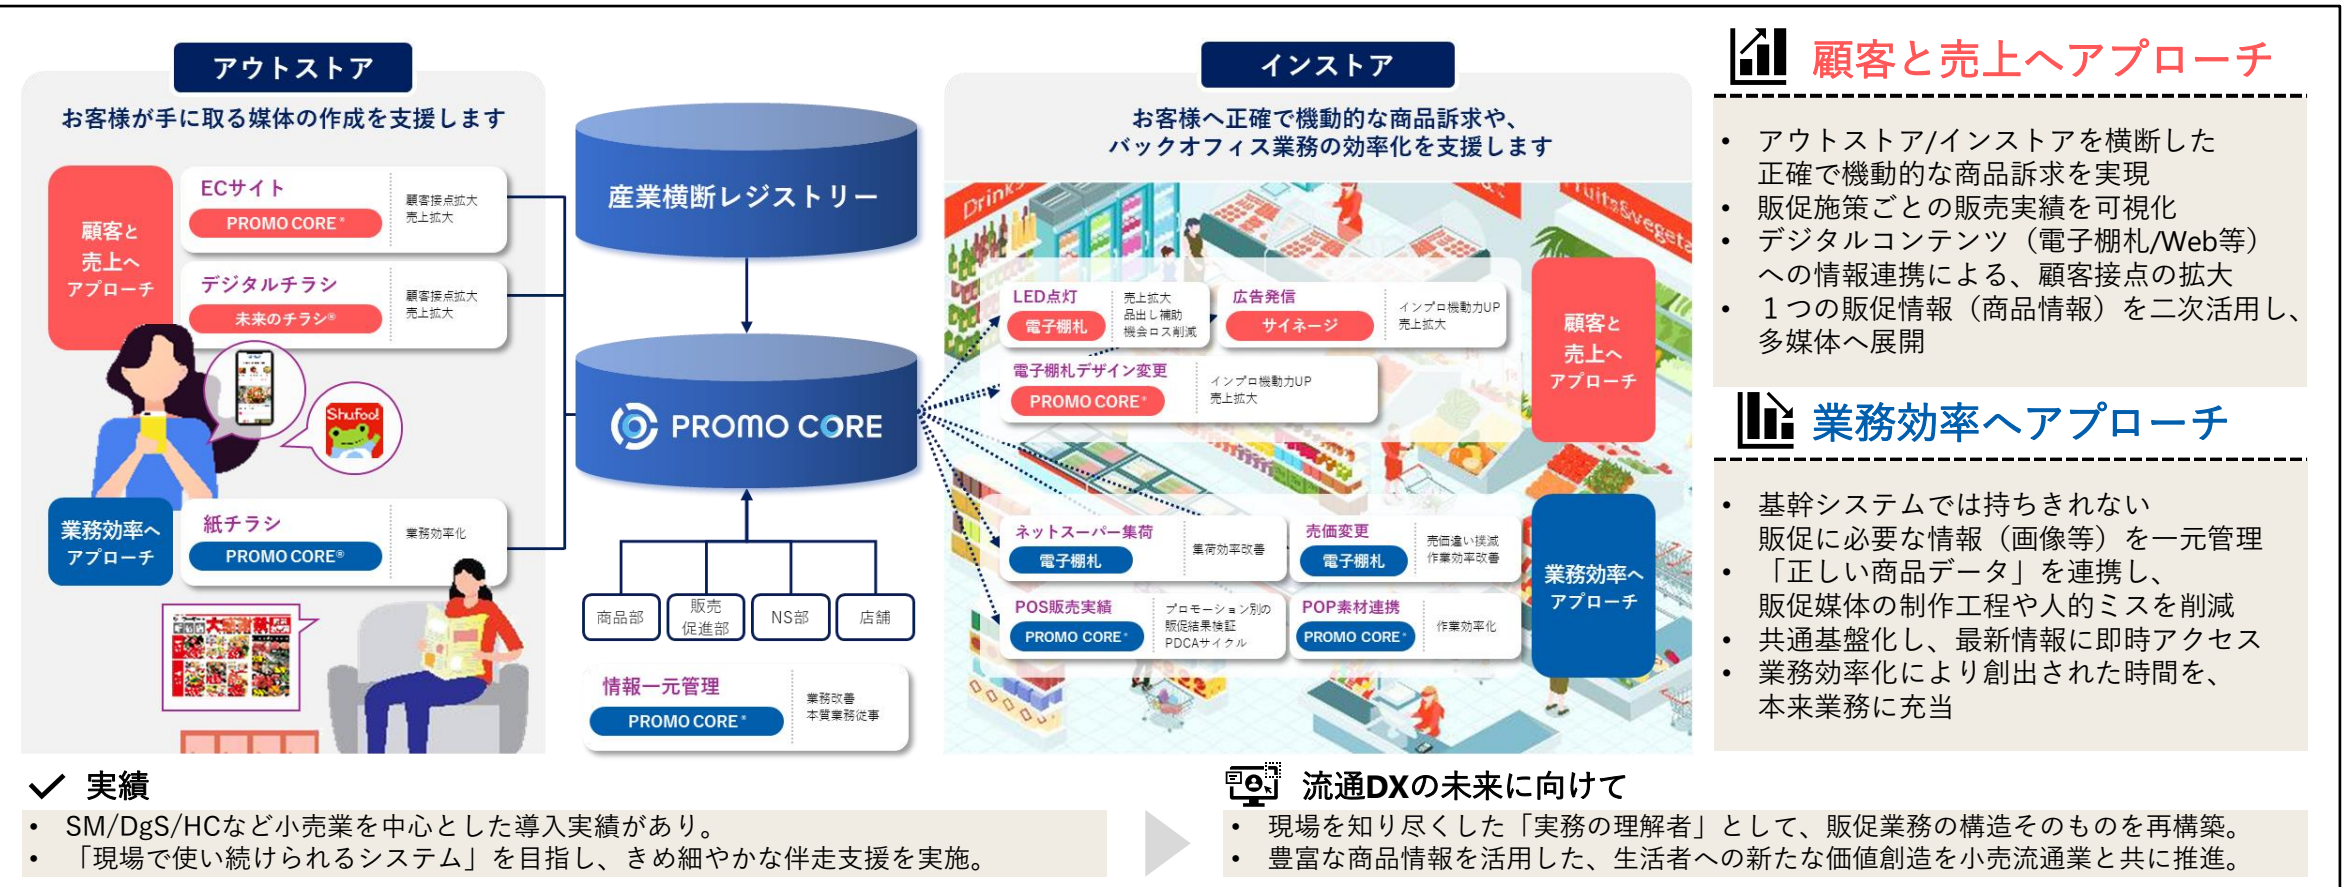 アウトストア
お客様が手に取る媒体の作成を支援します
顧客と
売上へ
アプローチ
ECサイト
PROMO CORE®
顧客接点拡大
売上拡大
デジタルチラシ
未来のチラシ®
顧客接点拡大
売上拡大
Shufoo!
業務効率へ
アプローチ
紙チラシ
PROMO CORE®
業務効率化
産業横断レジストリー
PROMO CORE
商品部
販売
促進部
NS部
店舗
情報一元管理
PROMO CORE®
業務改善
本質業務従事
インストア
お客様へ正確で機動的な商品訴求や、
バックオフィス業務の効率化を支援します
Drinks
LED点灯
電子棚札
売上拡大
品出し補助
機会ロス削減
広告発信
サイネージ
インプロ機動力UP
売上拡大
電子棚札デザイン変更
PROMO CORE®
インプロ機動力UP
売上拡大
顧客と
売上へ
アプローチ
ネットスーパー集荷
電子棚札
集荷効率改善
売価変更
電子棚札
売価違い撲滅
作業効率改善
POS販売実績
PROMO CORE®
プロモーション別の
販促結果検証
PDCAサイクル
POP素材連携
PROMO CORE®
作業効率化
業務効率へ
アプローチ
顧客と売上へアプローチ
• アウトストア/インストアを横断した
正確で機動的な商品訴求を実現
• 販促施策ごとの販売実績を可視化
• デジタルコンテンツ（電子棚札/Web等）
への情報連携による、顧客接点の拡大
• １つの販促情報（商品情報）を二次活用し、
多媒体へ展開
業務効率へアプローチ
• 基幹システムでは持ちきれない
販促に必要な情報（画像等）を一元管理
• 「正しい商品データ」を連携し、
販促媒体の制作工程や人的ミスを削減
• 共通基盤化し、最新情報に即時アクセス
• 業務効率化により創出された時間を、
本来業務に充当
実績
• SM/DgS/HCなど小売業を中心とした導入実績があり。
• 「現場で使い続けられるシステム」を目指し、きめ細やかな伴走支援を実施。
流通DXの未来に向けて
• 現場を知り尽くした「実務の理解者」として、販促業務の構造そのものを再構築。
• 豊富な商品情報を活用した、生活者への新たな価値創造を小売流通業と共に推進。